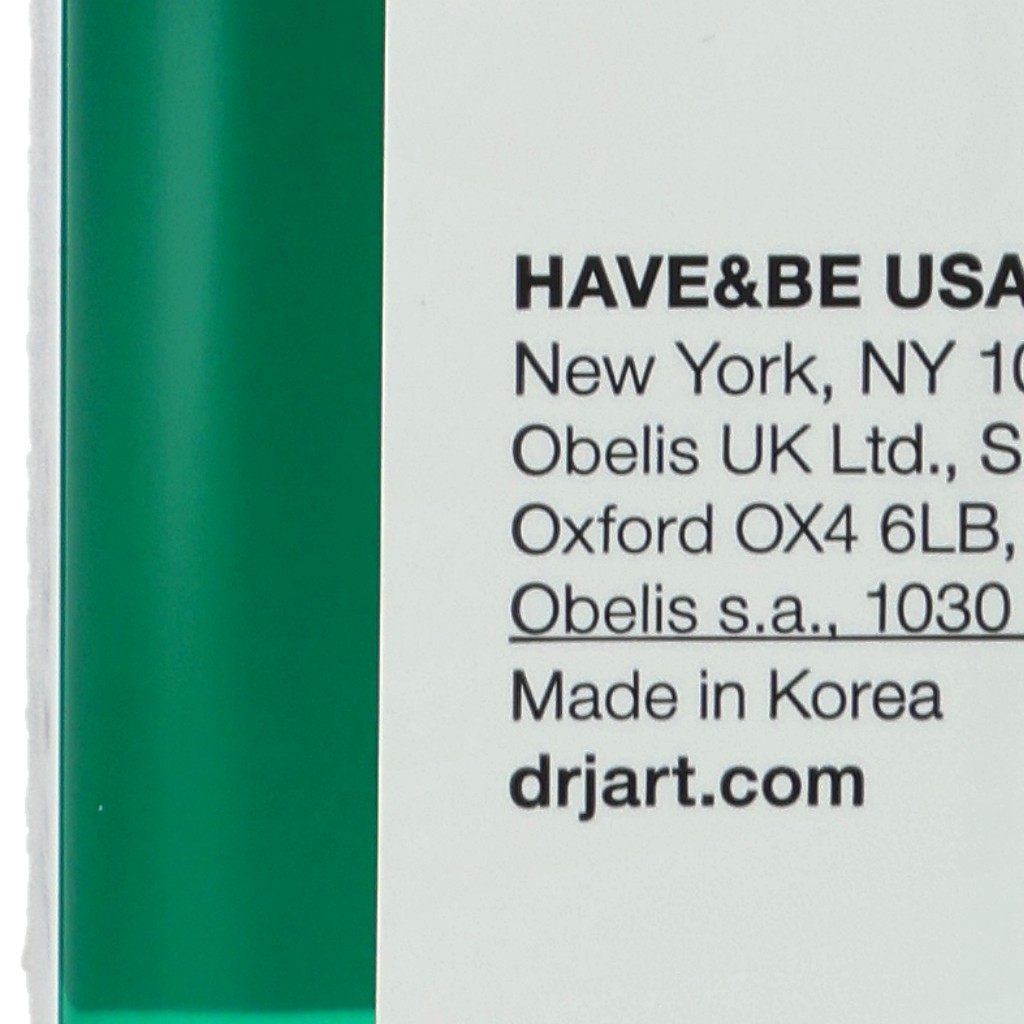 HAVE&BE USA
New York, NY 10
Obelis UK Ltd., S
Oxford OX4 6LB,
Obelis s.a., 1030
Made in Korea
drjart.com